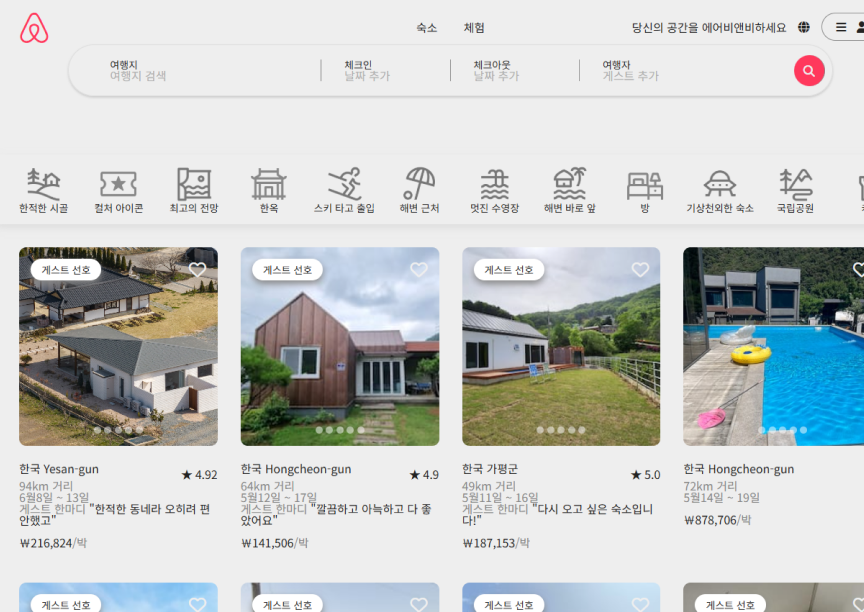 숙소 체험 당신의 공간을 에어비앤비하세요
여행지 체크인 체크아웃 여행자
여행지 검색 날짜 추가 날짜 추가 게스트 추가
한적한 시골 컬처 아이콘 최고의 전망 한옥 스키 타고 출입 해변 근처 멋진 수영장 해변 바로 앞 방 기상천외한 숙소 국립공원
게스트 선호 게스트 선호 게스트 선호
한국 Yesan-gun ★ 4.92
94km 거리
6월8일 ~ 13일
게스트 한마디 "한적한 동네라 오히려 편
안했고"
₩216,824/박
한국 Hongcheon-gun ★ 4.9
64km 거리
5월12일 ~ 17일
게스트 한마디 "깔끔하고 아늑하고 다 좋
았어요"
₩141,506/박
한국 가평군 ★ 5.0
49km 거리
5월11일 ~ 16일
게스트 한마디 "다시 오고 싶은 숙소입니
다!"
₩187,153/박
한국 Hongcheon-gun
72km 거리
5월14일 ~ 19일
₩878,706/박
게스트 선호 게스트 선호 게스트 선호 게스트 선호